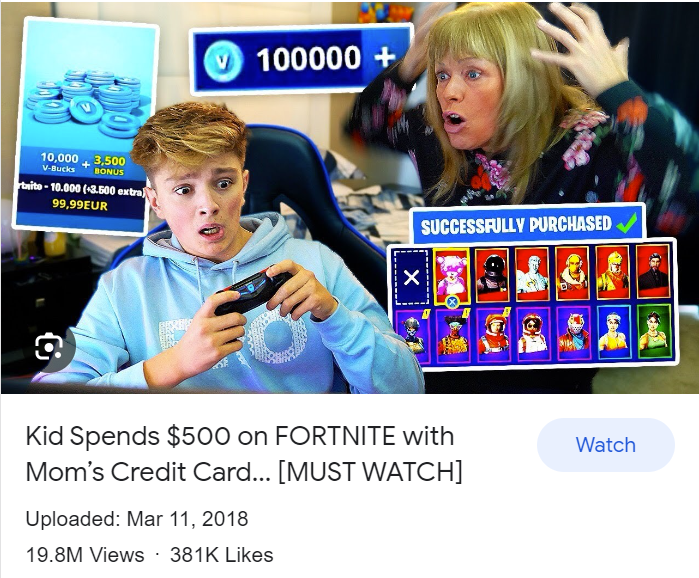 100000 +
10,000 + 3,500
V-Bucks BONUS
rtnite - 10.000 (+3.500 extra)
99,99EUR
SUCCESSFULLY PURCHASED
Kid Spends $500 on FORTNITE with
Mom’s Credit Card... [MUST WATCH]
Watch
Uploaded: Mar 11, 2018
19.8M Views · 381K Likes